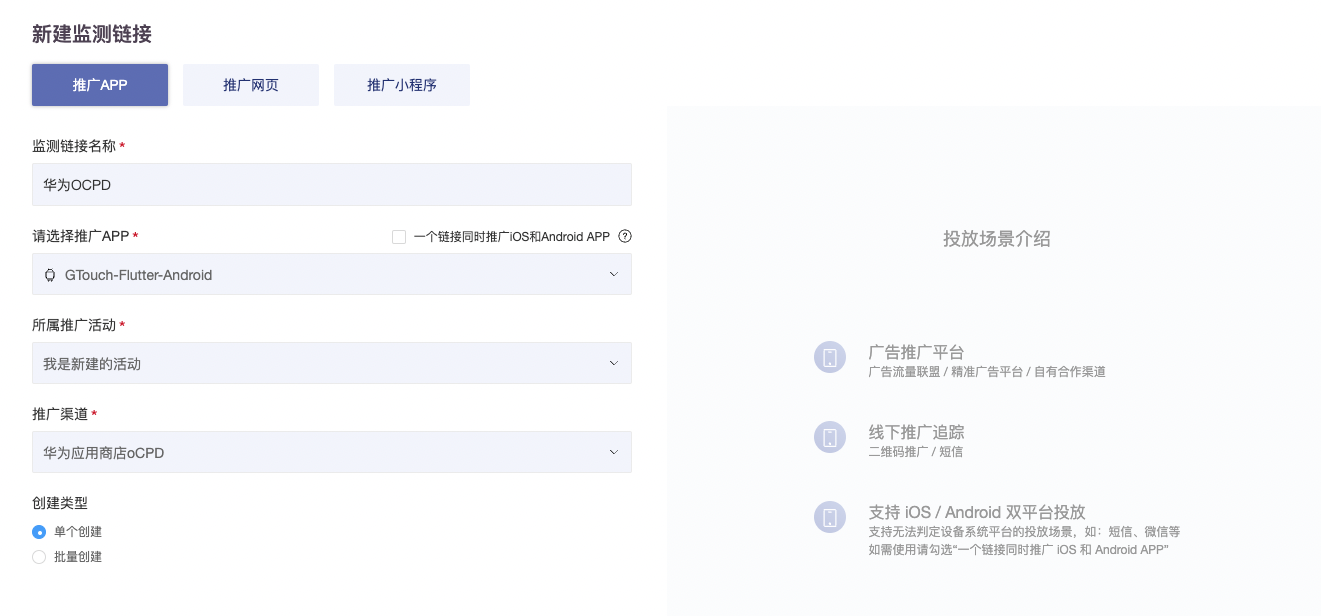 新建监测链接
推广APP
推广网页
推广小程序
监测链接名称 *
华为OCPD
请选择推广APP *
一个链接同时推广iOS和Android APP
GTouch-Flutter-Android
所属推广活动 *
我是新建的活动
推广渠道 *
华为应用商店oCPD
创建类型
单个创建
批量创建
投放场景介绍
广告推广平台
广告流量联盟 / 精准广告平台 / 自有合作渠道
线下推广追踪
二维码推广 / 短信
支持 iOS / Android 双平台投放
支持无法判定设备系统平台的投放场景，如：短信、微信等
如需使用请勾选“一个链接同时推广 iOS 和 Android APP”